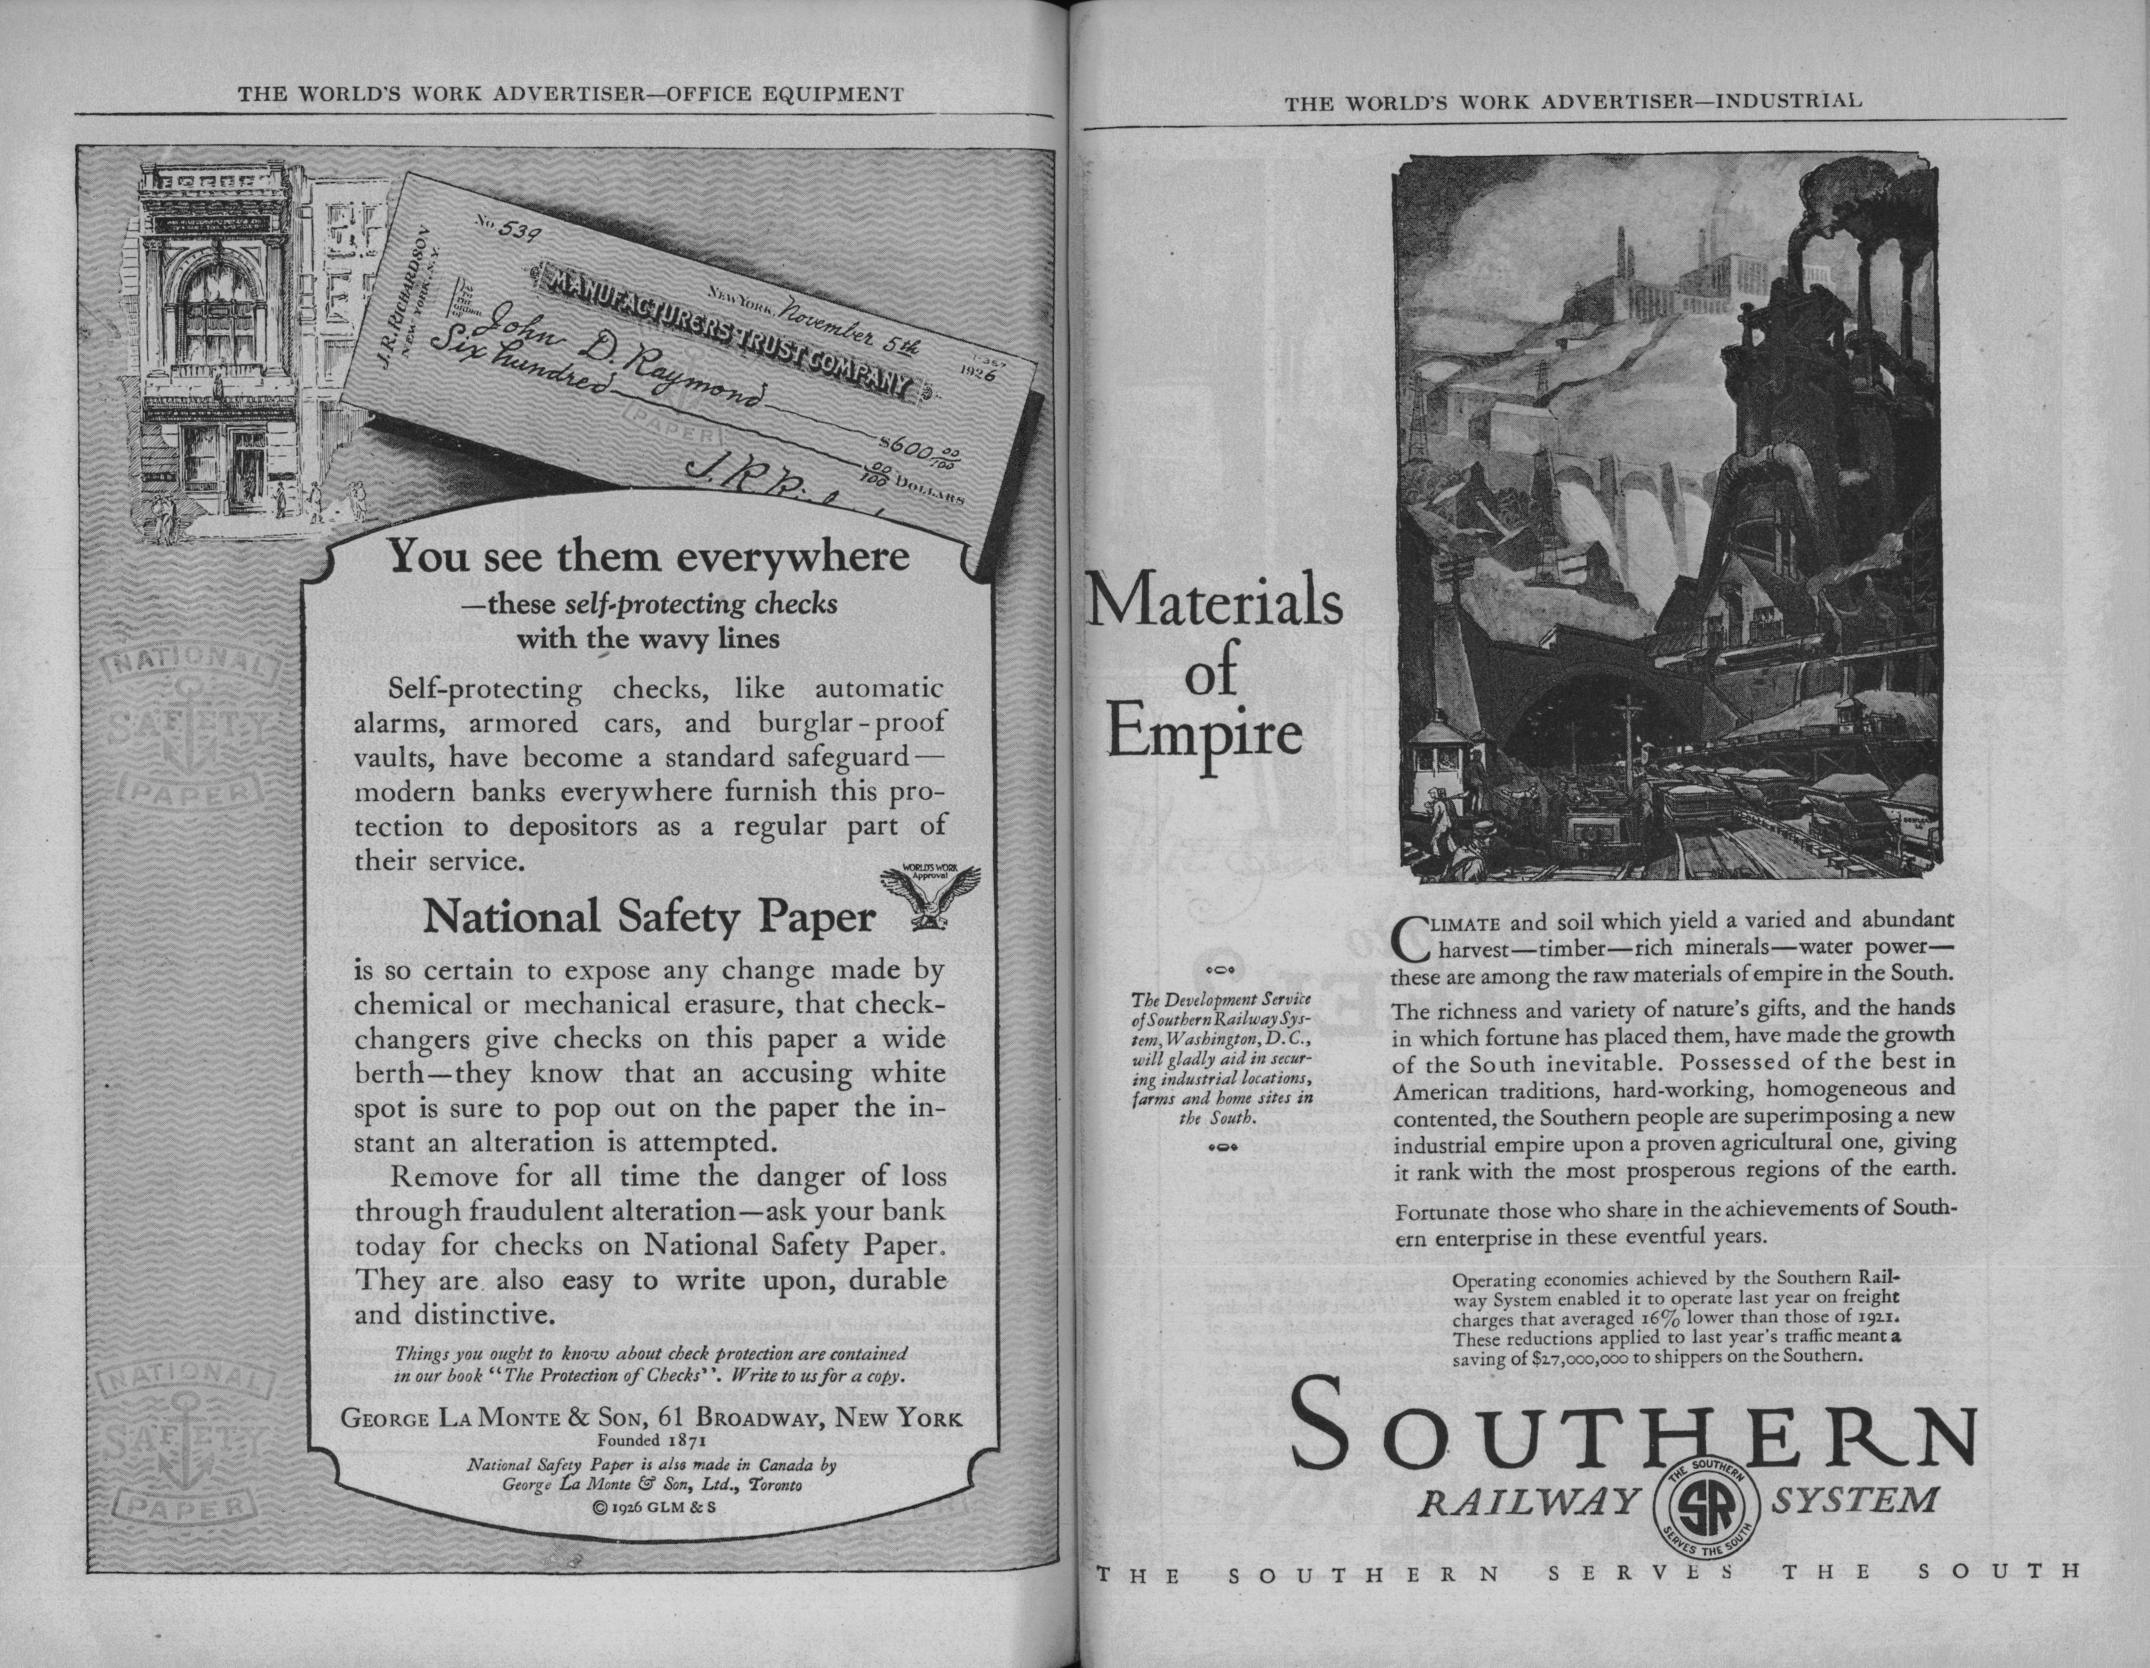 THE WORLD'S WORK ADVERTISER—OFFICE EQUIPMENT
No. 539
J. R. RICHARDSON
NEW YORK, N.Y.
NEW YORK, November 5th 1926
MANUFACTURERS TRUST COMPANY
John D. Raymond
$600 00/100
Six hundred 00/100 DOLLARS
You see them everywhere
—these self-protecting checks
with the wavy lines
Self-protecting checks, like automatic
alarms, armored cars, and burglar-proof
vaults, have become a standard safeguard—
modern banks everywhere furnish this pro-
tection to depositors as a regular part of
their service.
WORLD'S WORK
Approval
National Safety Paper
is so certain to expose any change made by
chemical or mechanical erasure, that check-
changers give checks on this paper a wide
berth—they know that an accusing white
spot is sure to pop out on the paper the in-
stant an alteration is attempted.
Remove for all time the danger of loss
through fraudulent alteration—ask your bank
today for checks on National Safety Paper.
They are also easy to write upon, durable
and distinctive.
Things you ought to know about check protection are contained
in our book "The Protection of Checks". Write to us for a copy.
GEORGE LA MONTE & SON, 61 BROADWAY, NEW YORK
Founded 1871
National Safety Paper is also made in Canada by
George La Monte & Son, Ltd., Toronto
© 1926 GLM & S
NATIONAL
SAFETY
PAPER
NATIONAL
SAFETY
PAPER
THE WORLD'S WORK ADVERTISER—INDUSTRIAL
Materials
of
Empire
The Development Service
of Southern Railway Sys-
tem, Washington, D. C.,
will gladly aid in secur-
ing industrial locations,
farms and home sites in
the South.
CLIMATE and soil which yield a varied and abundant
harvest—timber—rich minerals—water power—
these are among the raw materials of empire in the South.
The richness and variety of nature's gifts, and the hands
in which fortune has placed them, have made the growth
of the South inevitable. Possessed of the best in
American traditions, hard-working, homogeneous and
contented, the Southern people are superimposing a new
industrial empire upon a proven agricultural one, giving
it rank with the most prosperous regions of the earth.
Fortunate those who share in the achievements of South-
ern enterprise in these eventful years.
Operating economies achieved by the Southern Rail-
way System enabled it to operate last year on freight
charges that averaged 16% lower than those of 1921.
These reductions applied to last year's traffic meant a
saving of $27,000,000 to shippers on the Southern.
SOUTHERN
RAILWAY SYSTEM
THE SOUTHERN
SR
SERVES THE SOUTH
THE SOUTHERN SERVES THE SOUTH